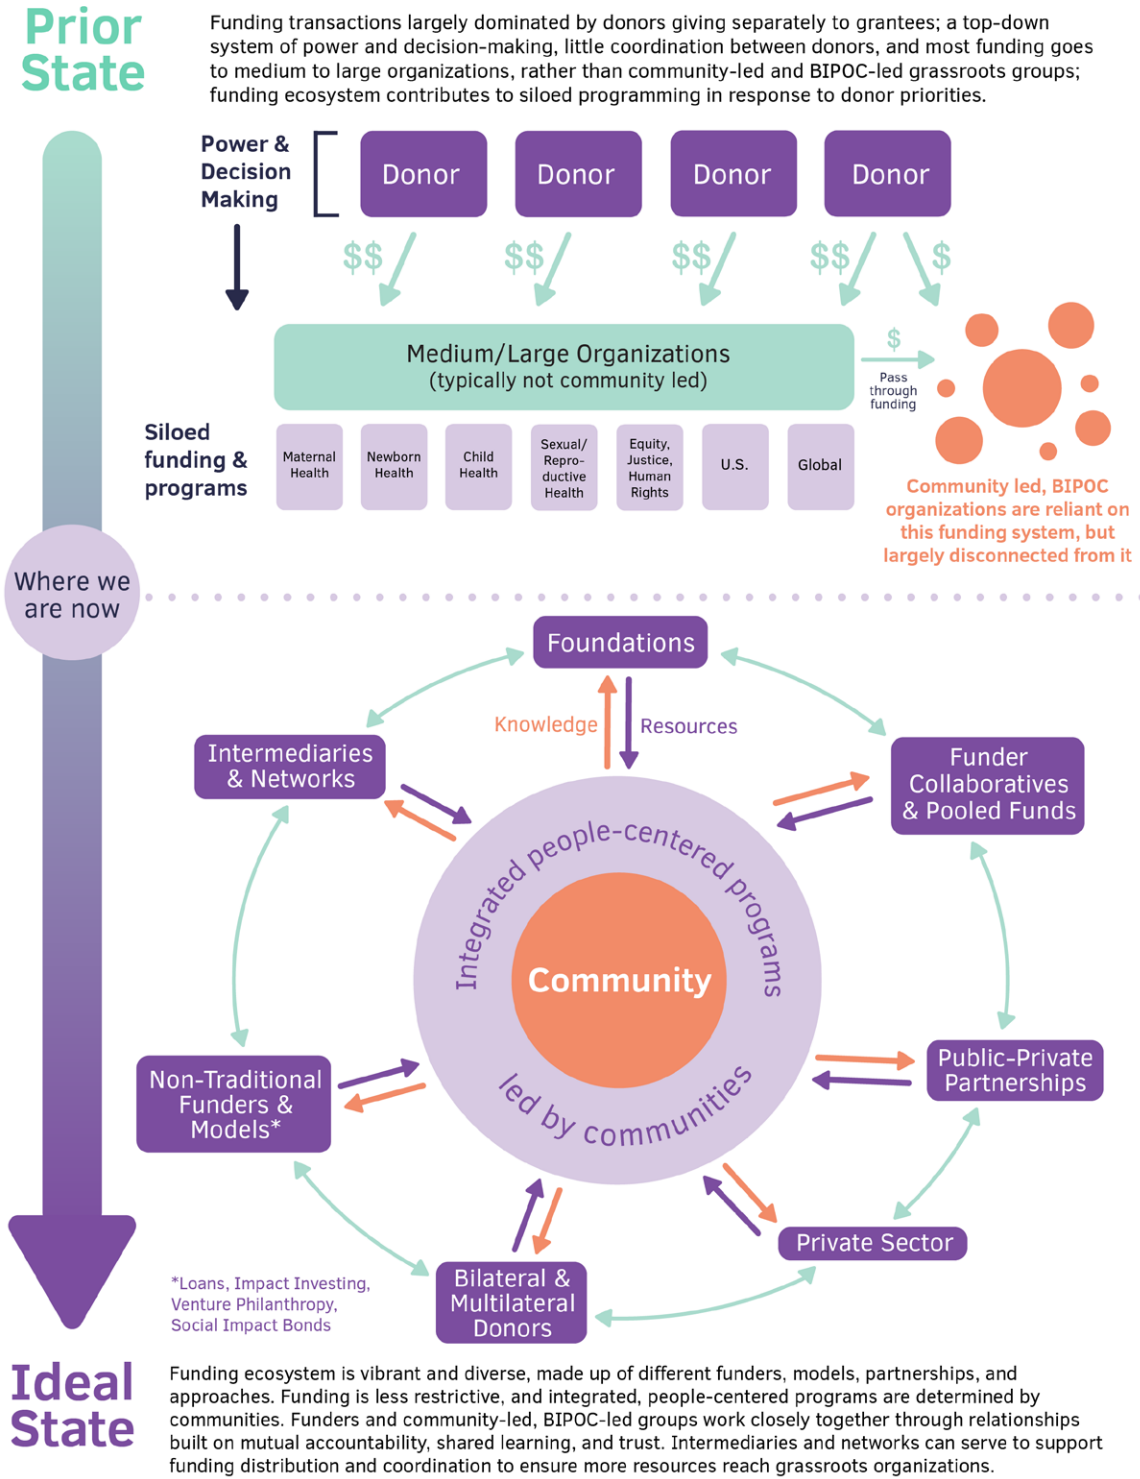 Prior
State
Funding transactions largely dominated by donors giving separately to grantees; a top-down
system of power and decision-making, little coordination between donors, and most funding goes
to medium to large organizations, rather than community-led and BIPOC-led grassroots groups;
funding ecosystem contributes to siloed programming in response to donor priorities.
Power &
Decision
Making
Donor
Donor
Donor
Donor
$$
$$
$$
$$
$
Medium/Large Organizations
(typically not community led)
$
Pass
through
funding
Siloed
funding &
programs
Maternal
Health
Newborn
Health
Child
Health
Sexual/
Repro-
ductive
Health
Equity,
Justice,
Human
Rights
U.S.
Global
Community led, BIPOC
organizations are reliant on
this funding system, but
largely disconnected from it
Where we
are now
Foundations
Knowledge
Resources
Intermediaries
& Networks
Funder
Collaboratives
& Pooled Funds
Integrated people-centered programs
Community
led by communities
Non-Traditional
Funders &
Models*
Public-Private
Partnerships
Private Sector
Bilateral &
Multilateral
Donors
*Loans, Impact Investing,
Venture Philanthropy,
Social Impact Bonds
Ideal
State
Funding ecosystem is vibrant and diverse, made up of different funders, models, partnerships, and
approaches. Funding is less restrictive, and integrated, people-centered programs are determined by
communities. Funders and community-led, BIPOC-led groups work closely together through relationships
built on mutual accountability, shared learning, and trust. Intermediaries and networks can serve to support
funding distribution and coordination to ensure more resources reach grassroots organizations.